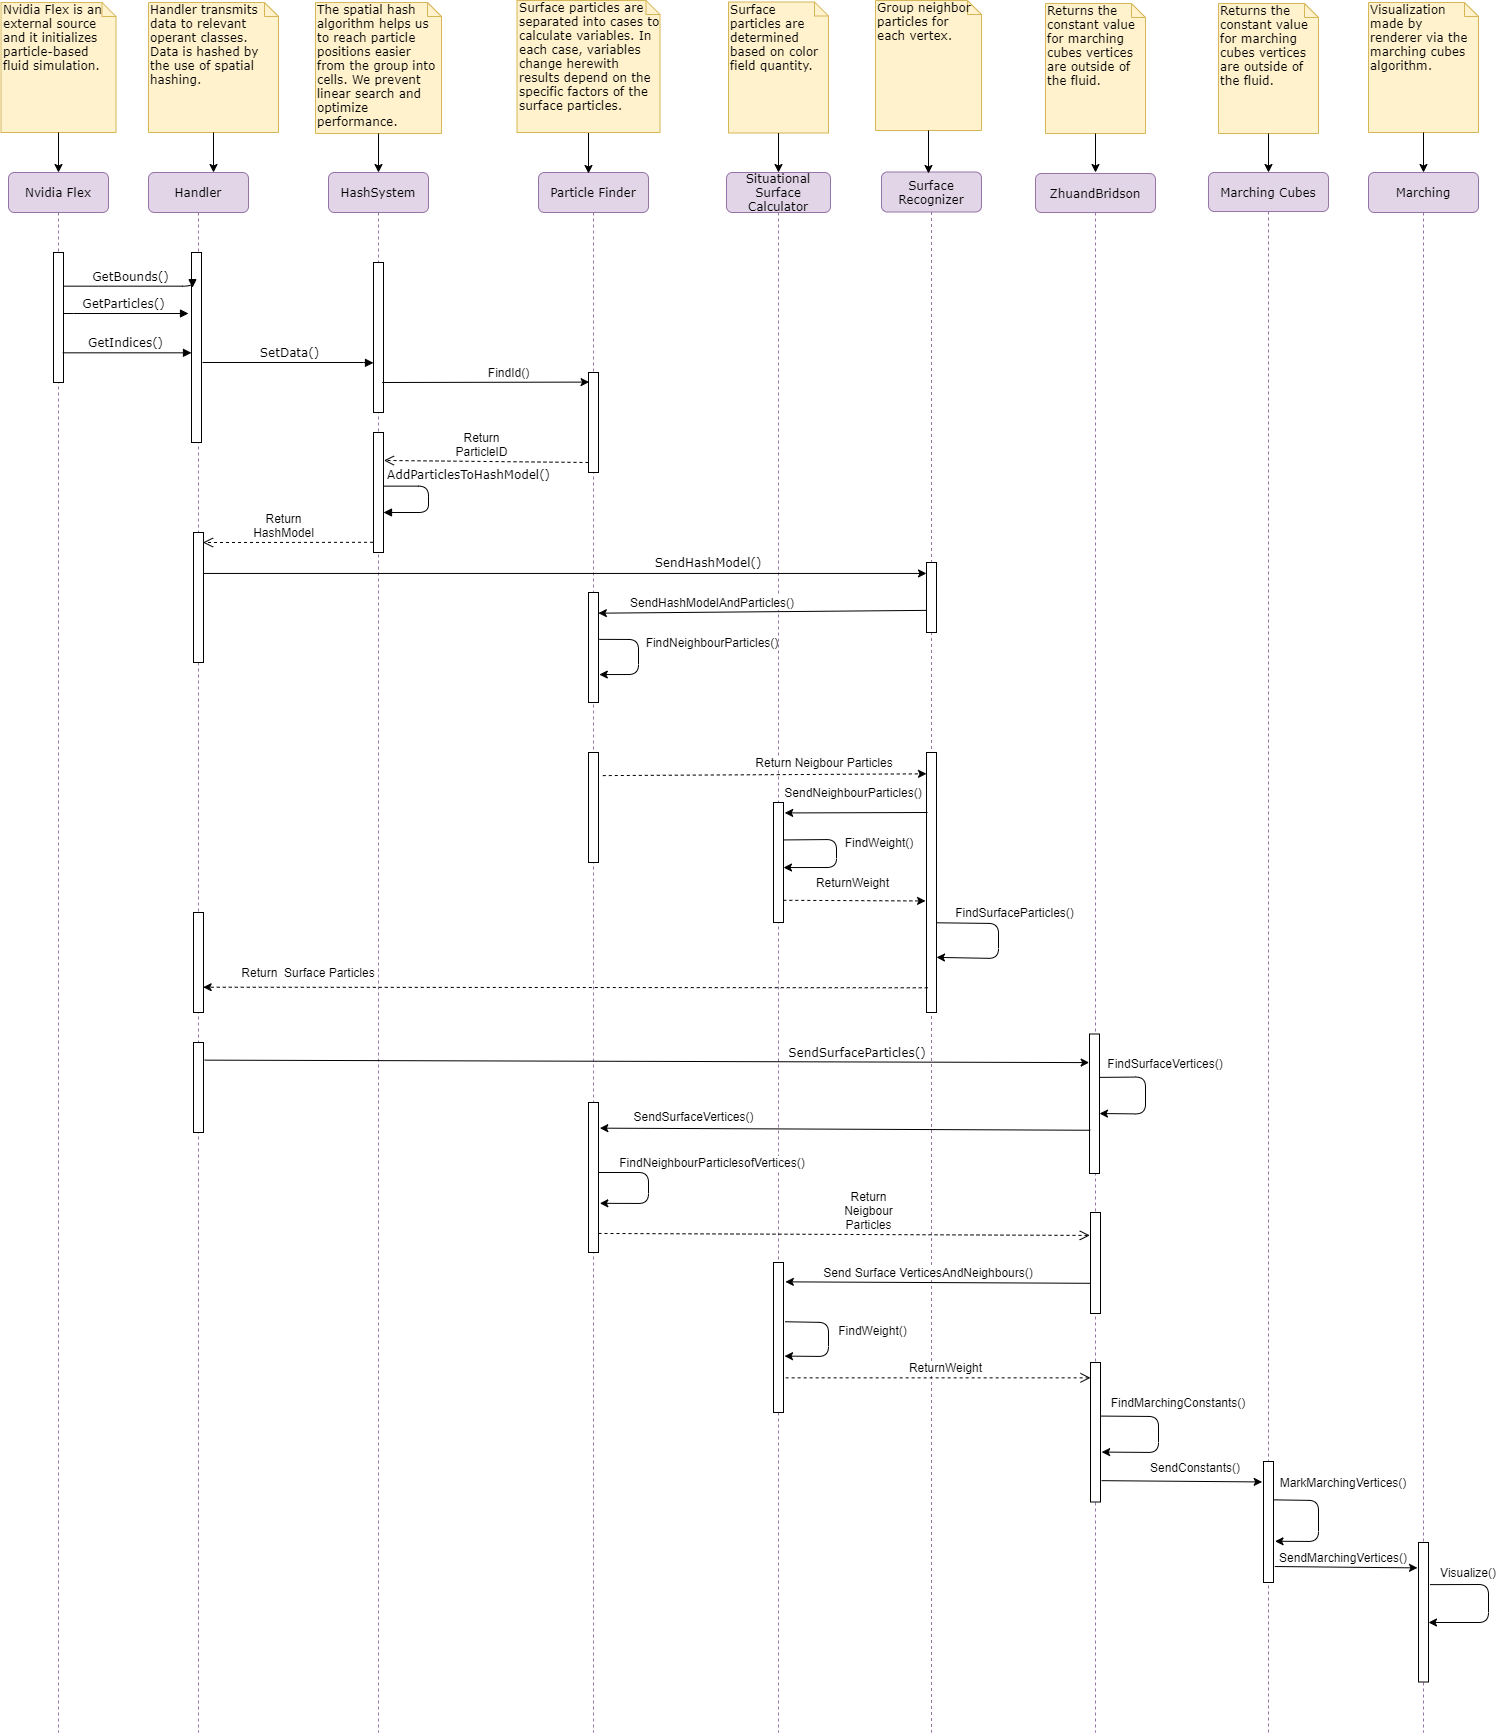 Nvidia Flex is an
external source
and it initializes
particle-based
fluid simulation.
Handler transmits
data to relevant
operant classes.
Data is hashed by
the use of spatial
hashing.
The spatial hash
algorithm helps us
to reach particle
positions easier
from the group into
cells. We prevent
linear search and
optimize
performance.
Surface particles are
separated into cases to
calculate variables. In
each case, variables
change herewith
results depend on the
specific factors of the
surface particles.
Surface
particles are
determined
based on color
field quantity.
Group neighbor
particles for
each vertex.
Returns the
constant value
for marching
cubes vertices
are outside of
the fluid.
Returns the
constant value
for marching
cubes vertices
are outside of
the fluid.
Visualization
made by
renderer via the
marching cubes
algorithm.
Nvidia Flex
Handler
HashSystem
Particle Finder
Situational
Surface
Calculator
Surface
Recognizer
ZhuandBridson
Marching Cubes
Marching
GetBounds()
GetParticles()
GetIndices()
SetData()
FindId()
Return
ParticleID
AddParticlesToHashModel()
Return
HashModel
SendHashModel()
SendHashModelAndParticles()
FindNeighbourParticles()
Return Neigbour Particles
SendNeighbourParticles()
FindWeight()
ReturnWeight
FindSurfaceParticles()
Return  Surface Particles
SendSurfaceParticles()
FindSurfaceVertices()
SendSurfaceVertices()
FindNeighbourParticlesofVertices()
Return
Neigbour
Particles
Send Surface VerticesAndNeighbours()
FindWeight()
ReturnWeight
FindMarchingConstants()
SendConstants()
MarkMarchingVertices()
SendMarchingVertices()
Visualize()